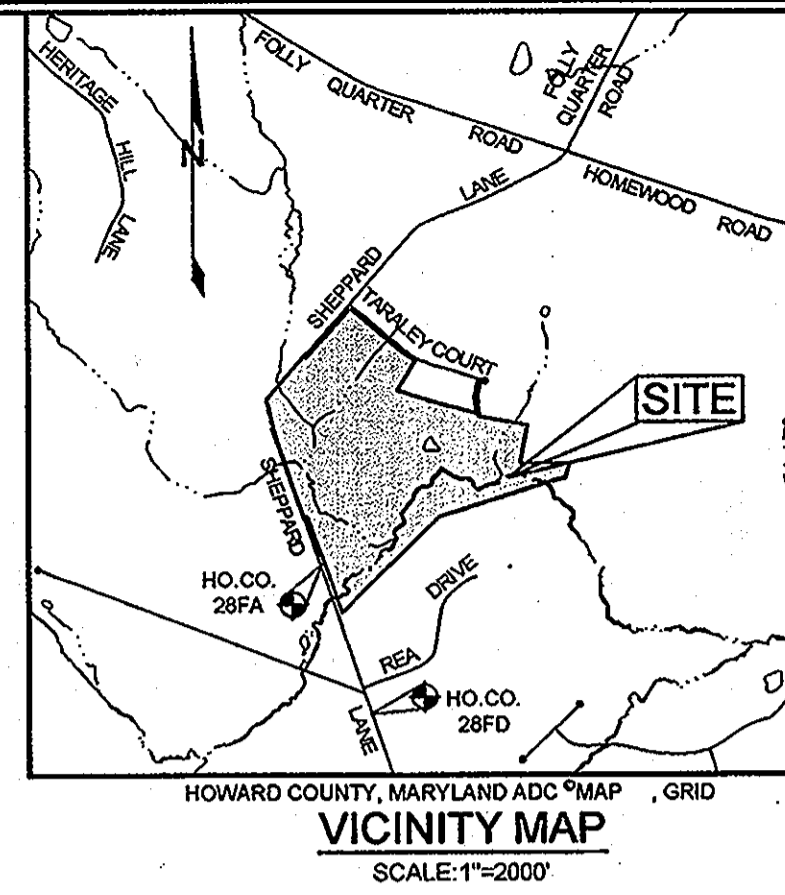 FOLLY QUARTER ROAD
FOLLY
QUARTER
ROAD
HERITAGE HILL LANE
N
HOMEWOOD ROAD
SHEPPARD LANE
TARALEY COURT
SITE
SHEPPARD LANE
HO.CO.
28FA
REA DRIVE
HO.CO.
28FD
HOWARD COUNTY, MARYLAND ADC ©MAP , GRID
VICINITY MAP
SCALE:1"=2000'